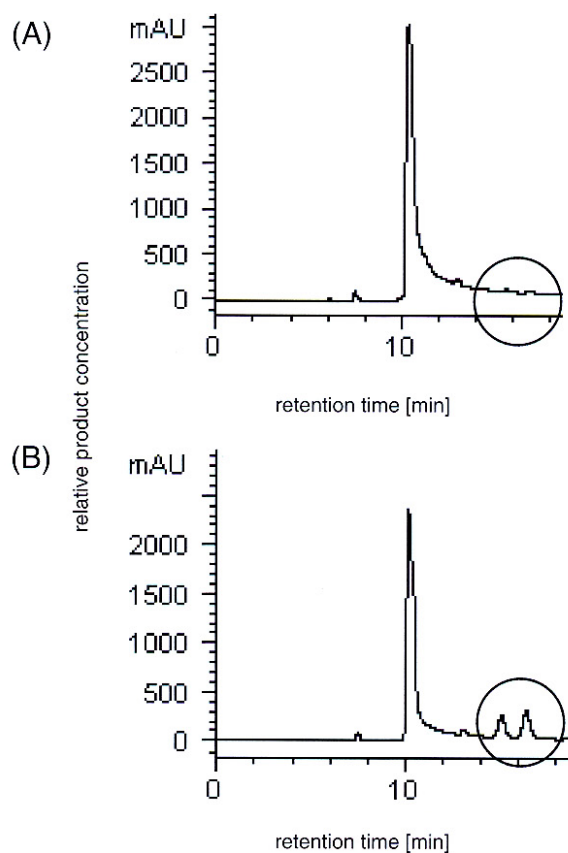 (A)
mAU
2500
2000
1500
1000
500
0
0 10
retention time [min]
relative product concentration
(B)
mAU
2000
1500
1000
500
0
0 10
retention time [min]